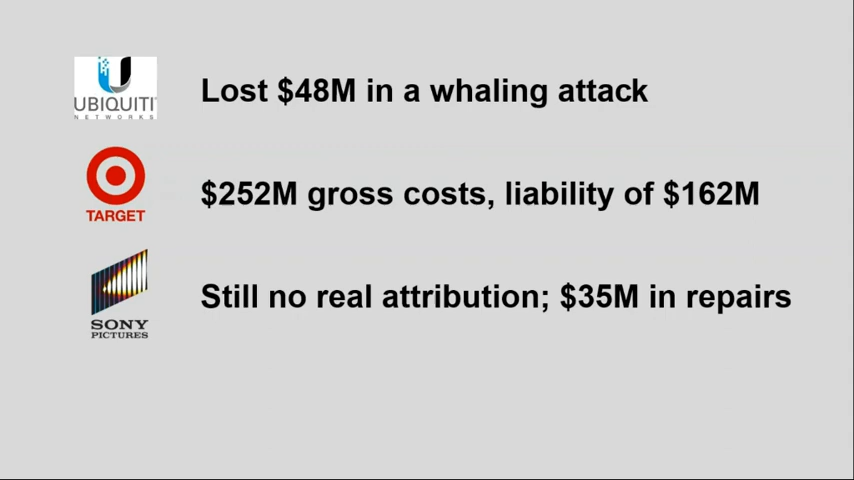 UBIQUITI
NETWORKS
Lost $48M in a whaling attack
TARGET
$252M gross costs, liability of $162M
SONY
PICTURES
Still no real attribution; $35M in repairs